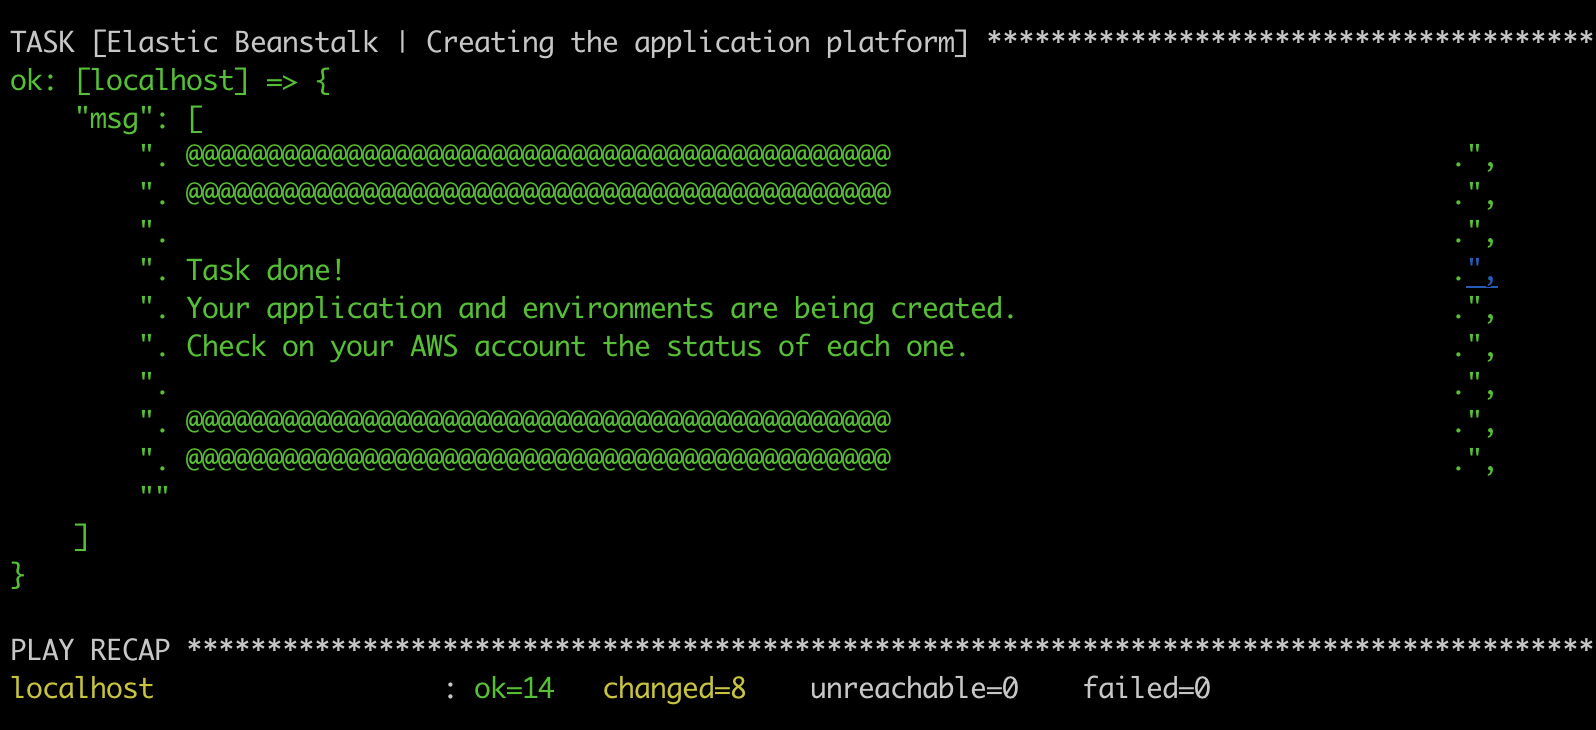 TASK [Elastic Beanstalk | Creating the application platform] **************************************
ok: [localhost] => {
    "msg": [
        ". @@@@@@@@@@@@@@@@@@@@@@@@@@@@@@@@@@@@@@@@@@@@                                   .",
        ". @@@@@@@@@@@@@@@@@@@@@@@@@@@@@@@@@@@@@@@@@@@@                                   .",
        ".                                                                                .",
        ". Task done!                                                                     .",
        ". Your application and environments are being created.                           .",
        ". Check on your AWS account the status of each one.                              .",
        ".                                                                                .",
        ". @@@@@@@@@@@@@@@@@@@@@@@@@@@@@@@@@@@@@@@@@@@@                                   .",
        ". @@@@@@@@@@@@@@@@@@@@@@@@@@@@@@@@@@@@@@@@@@@@                                   .",
        ""
    ]
}
PLAY RECAP ****************************************************************************************
localhost                  : ok=14   changed=8    unreachable=0    failed=0